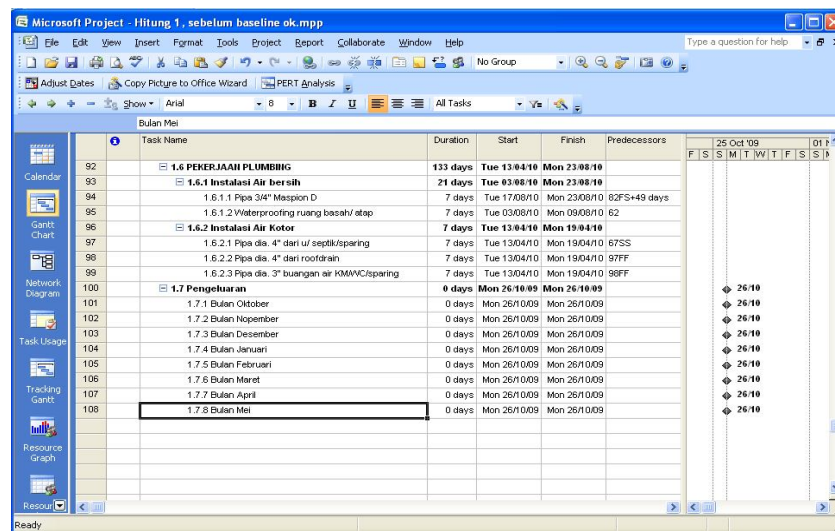 Microsoft Project - Hitung 1 , sebelum baseline ok.mpp
File Edit View Insert Format Tools Project Report Collaborate Window Help Type a question for help
No Group
Adjust Dates Copy Picture to Office Wizard PERT Analysis
Show Arial 8 B I U All Tasks
Bulan Mei
Task Name Duration Start Finish Predecessors 25 Oct '09 01
F S S M T W T F S S
92 1.6 PEKERJAAN PLUMBING 133 days Tue 13/04/10 Mon 23/08/10
93 1.6.1 Instalasi Air bersih 21 days Tue 03/08/10 Mon 23/08/10
94 1.6.1.1 Pipa 3/4" Maspion D 7 days Tue 17/08/10 Mon 23/08/10 82FS+49 days
95 1.6.1.2 Waterproofing ruang basah/ atap 7 days Tue 03/08/10 Mon 09/08/10 62
96 1.6.2 Instalasi Air Kotor 7 days Tue 13/04/10 Mon 19/04/10
97 1.6.2.1 Pipa dia. 4" dari u/ septik/sparing 7 days Tue 13/04/10 Mon 19/04/10 67SS
98 1.6.2.2 Pipa dia. 4" dari roofdrain 7 days Tue 13/04/10 Mon 19/04/10 97FF
99 1.6.2.3 Pipa dia. 3" buangan air KM/WC/sparing 7 days Tue 13/04/10 Mon 19/04/10 98FF
100 1.7 Pengeluaran 0 days Mon 26/10/09 Mon 26/10/09 26/10
101 1.7.1 Bulan Oktober 0 days Mon 26/10/09 Mon 26/10/09 26/10
102 1.7.2 Bulan Nopember 0 days Mon 26/10/09 Mon 26/10/09 26/10
103 1.7.3 Bulan Desember 0 days Mon 26/10/09 Mon 26/10/09 26/10
104 1.7.4 Bulan Januari 0 days Mon 26/10/09 Mon 26/10/09 26/10
105 1.7.5 Bulan Februari 0 days Mon 26/10/09 Mon 26/10/09 26/10
106 1.7.6 Bulan Maret 0 days Mon 26/10/09 Mon 26/10/09 26/10
107 1.7.7 Bulan April 0 days Mon 26/10/09 Mon 26/10/09 26/10
108 1.7.8 Bulan Mei 0 days Mon 26/10/09 Mon 26/10/09 26/10
Calendar
Gantt Chart
Network Diagram
Task Usage
Tracking Gantt
Resource Graph
Resour
Ready